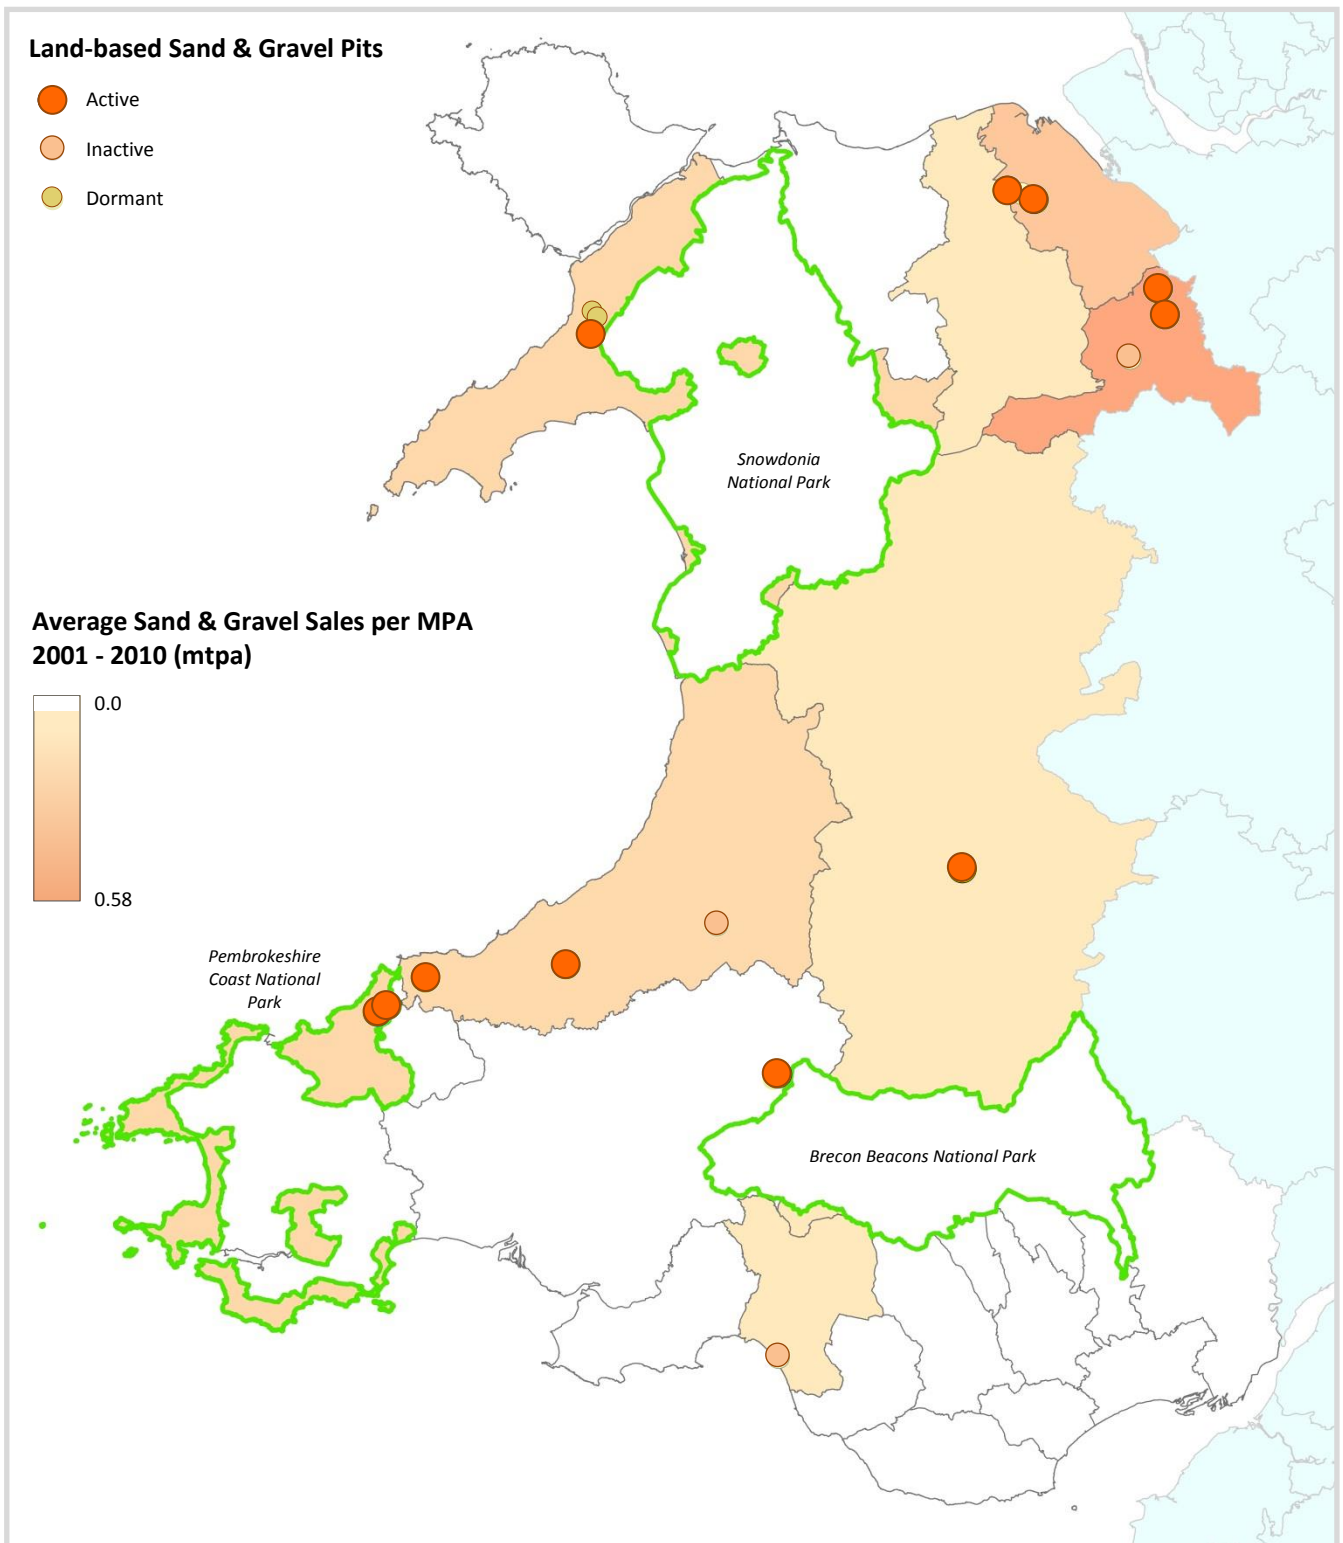 Land-based Sand & Gravel Pits
Active
Inactive
Dormant
Snowdonia
National Park
Average Sand & Gravel Sales per MPA
2001 - 2010 (mtpa)
0.0
0.58
Pembrokeshire
Coast National
Park
Brecon Beacons National Park